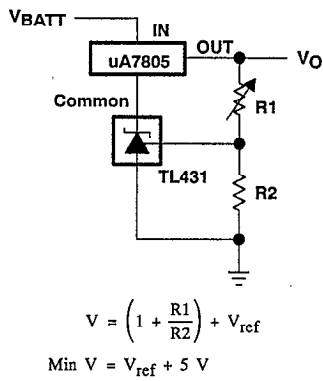 VBATT
IN
uA7805
OUT
VO
Common
R1
TL431
R2
V = (1 + R1/R2) + Vref
Min V = Vref + 5 V